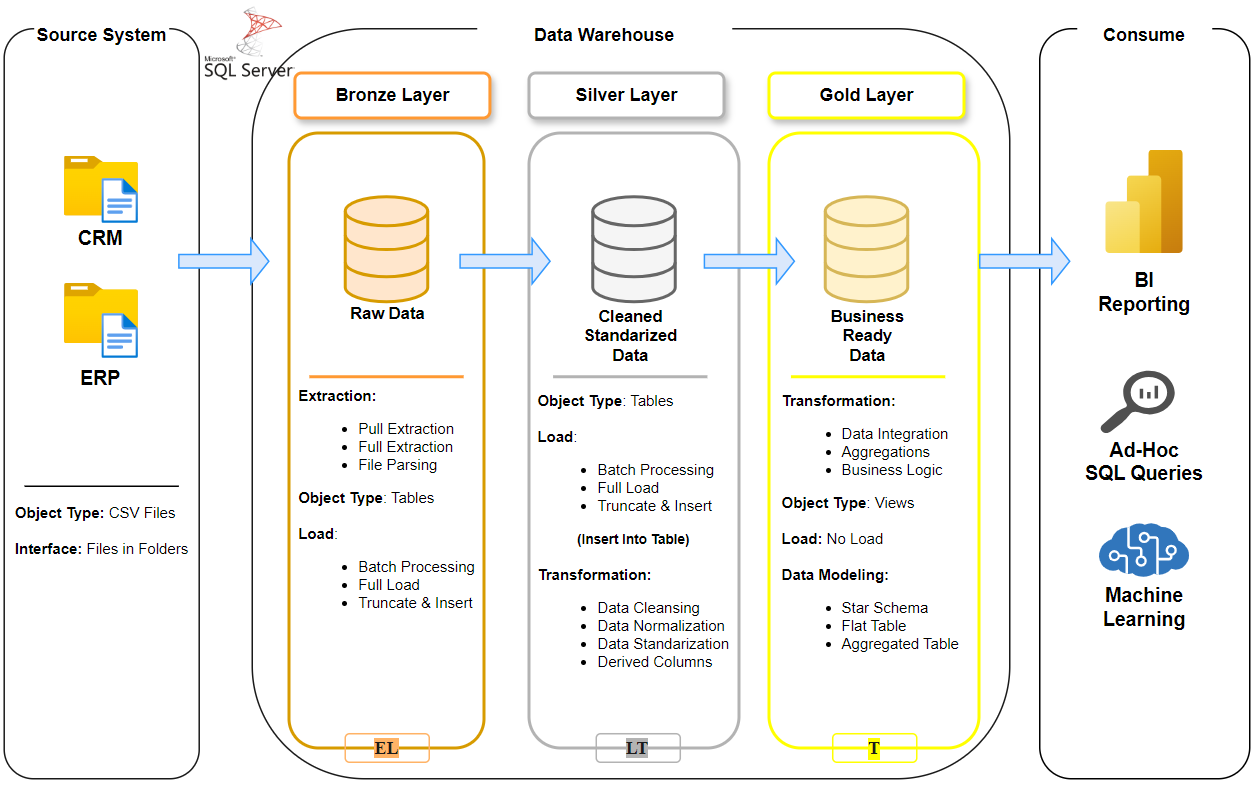 Source System
Microsoft®
SQL Server
Data Warehouse
Consume
Bronze Layer
Silver Layer
Gold Layer
CRM
ERP
Object Type: CSV Files
Interface: Files in Folders
Raw Data
Extraction:
Pull Extraction
Full Extraction
File Parsing
Object Type: Tables
Load:
Batch Processing
Full Load
Truncate & Insert
EL
Cleaned
Standarized
Data
Object Type: Tables
Load:
Batch Processing
Full Load
Truncate & Insert
(Insert Into Table)
Transformation:
Data Cleansing
Data Normalization
Data Standarization
Derived Columns
LT
Business
Ready
Data
Transformation:
Data Integration
Aggregations
Business Logic
Object Type: Views
Load: No Load
Data Modeling:
Star Schema
Flat Table
Aggregated Table
T
BI
Reporting
Ad-Hoc
SQL Queries
Machine
Learning